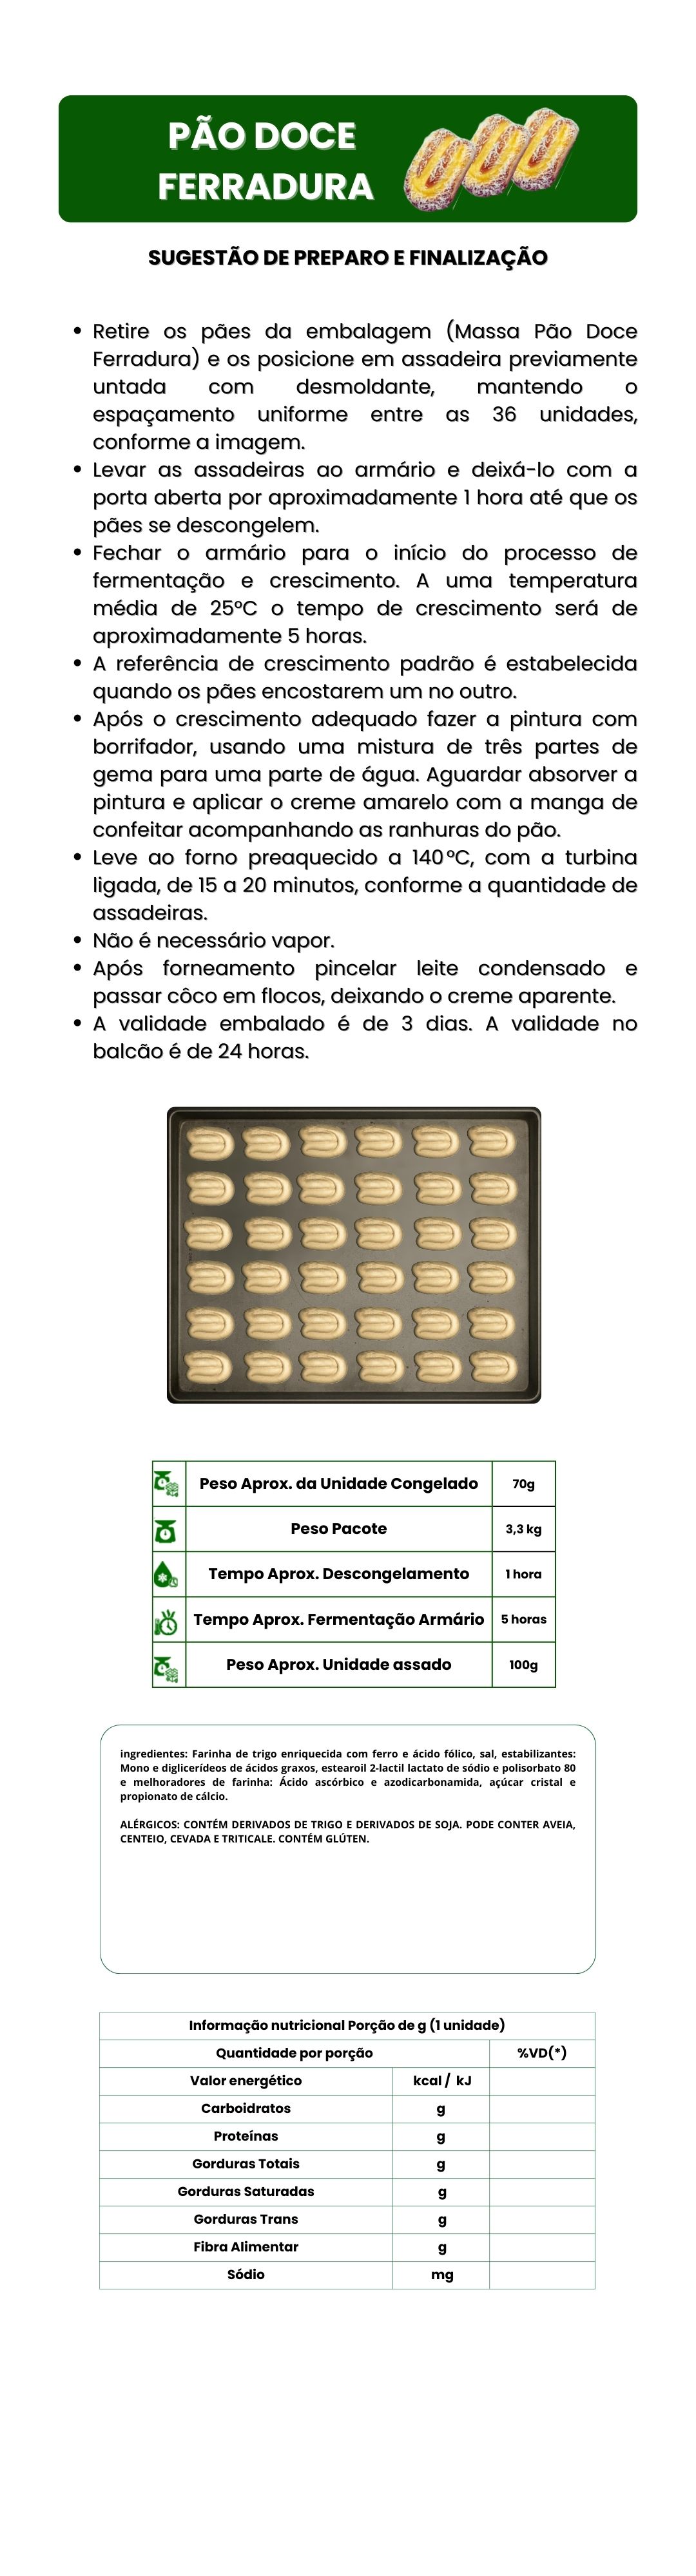 PÃO DOCE
FERRADURA
SUGESTÃO DE PREPARO E FINALIZAÇÃO
• Retire os pães da embalagem (Massa Pão Doce
Ferradura) e os posicione em assadeira previamente
untada com desmoldante, mantendo o
espaçamento uniforme entre as 36 unidades,
conforme a imagem.
• Levar as assadeiras ao armário e deixá-lo com a
porta aberta por aproximadamente 1 hora até que os
pães se descongelem.
• Fechar o armário para o início do processo de
fermentação e crescimento. A uma temperatura
média de 25°C o tempo de crescimento será de
aproximadamente 5 horas.
• A referência de crescimento padrão é estabelecida
quando os pães encostarem um no outro.
• Após o crescimento adequado fazer a pintura com
borrifador, usando uma mistura de três partes de
gema para uma parte de água. Aguardar absorver a
pintura e aplicar o creme amarelo com a manga de
confeitar acompanhando as ranhuras do pão.
• Leve ao forno preaquecido a 140°C, com a turbina
ligada, de 15 a 20 minutos, conforme a quantidade de
assadeiras.
• Não é necessário vapor.
• Após forneamento pincelar leite condensado e
passar côco em flocos, deixando o creme aparente.
• A validade embalado é de 3 dias. A validade no
balcão é de 24 horas.
Peso Aprox. da Unidade Congelado 70g
Peso Pacote 3,3 kg
Tempo Aprox. Descongelamento 1 hora
Tempo Aprox. Fermentação Armário 5 horas
Peso Aprox. Unidade assado 100g
ingredientes: Farinha de trigo enriquecida com ferro e ácido fólico, sal, estabilizantes:
Mono e diglicerídeos de ácidos graxos, estearoil 2-lactil lactato de sódio e polisorbato 80
e melhoradores de farinha: Ácido ascórbico e azodicarbonamida, açúcar cristal e
propionato de cálcio.
ALÉRGICOS: CONTÉM DERIVADOS DE TRIGO E DERIVADOS DE SOJA. PODE CONTER AVEIA,
CENTEIO, CEVADA E TRITICALE. CONTÉM GLÚTEN.
Informação nutricional Porção de g (1 unidade)
Quantidade por porção %VD(*)
Valor energético kcal / kJ
Carboidratos g
Proteínas g
Gorduras Totais g
Gorduras Saturadas g
Gorduras Trans g
Fibra Alimentar g
Sódio mg